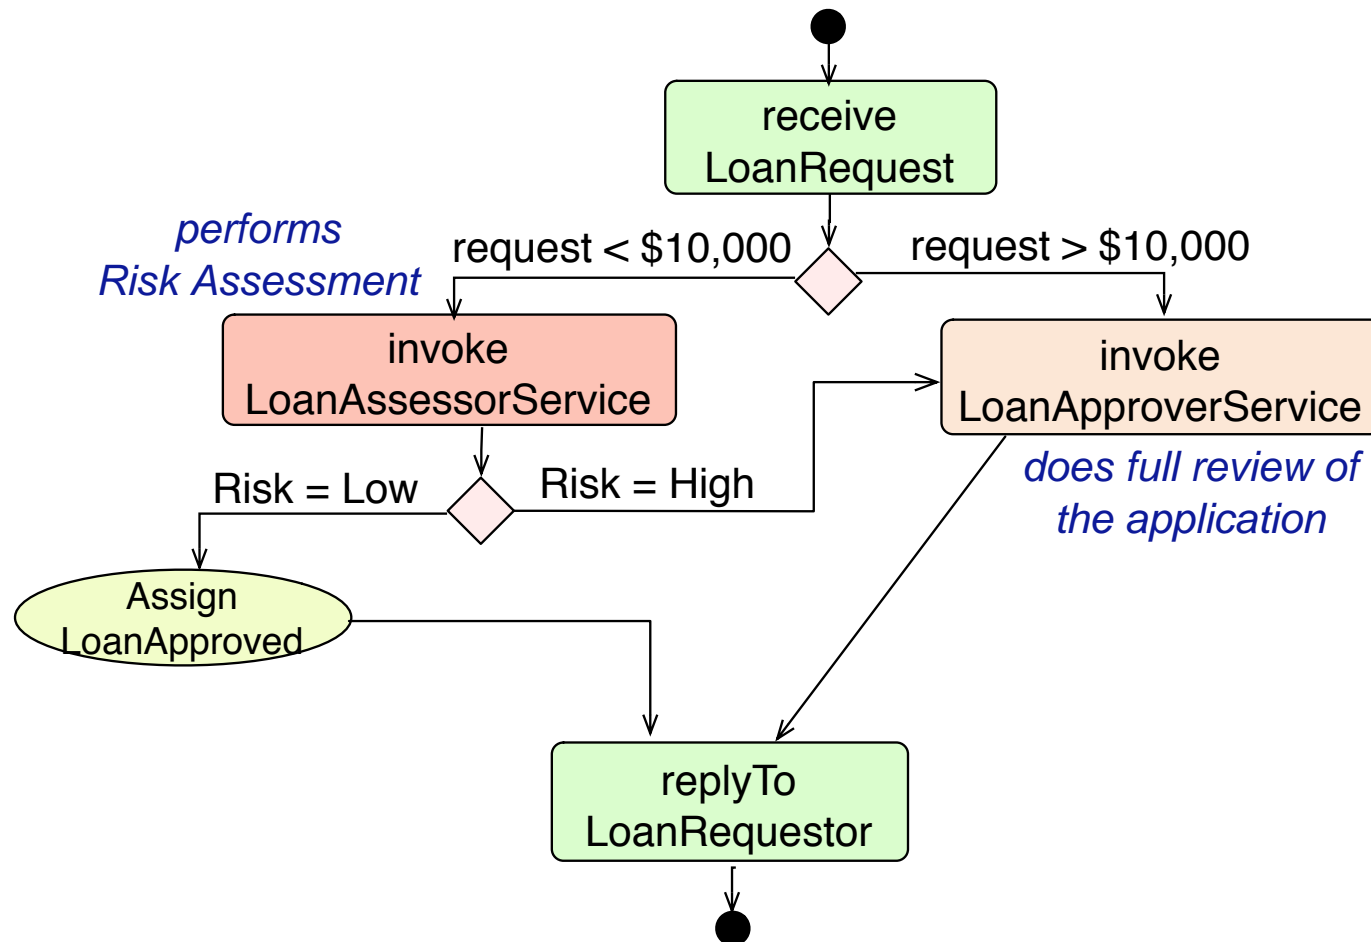 receive
LoanRequest
performs
Risk Assessment
request < $10,000
request > $10,000
invoke
LoanAssessorService
invoke
LoanApproverService
does full review of
the application
Risk = Low
Risk = High
Assign
LoanApproved
replyTo
LoanRequestor